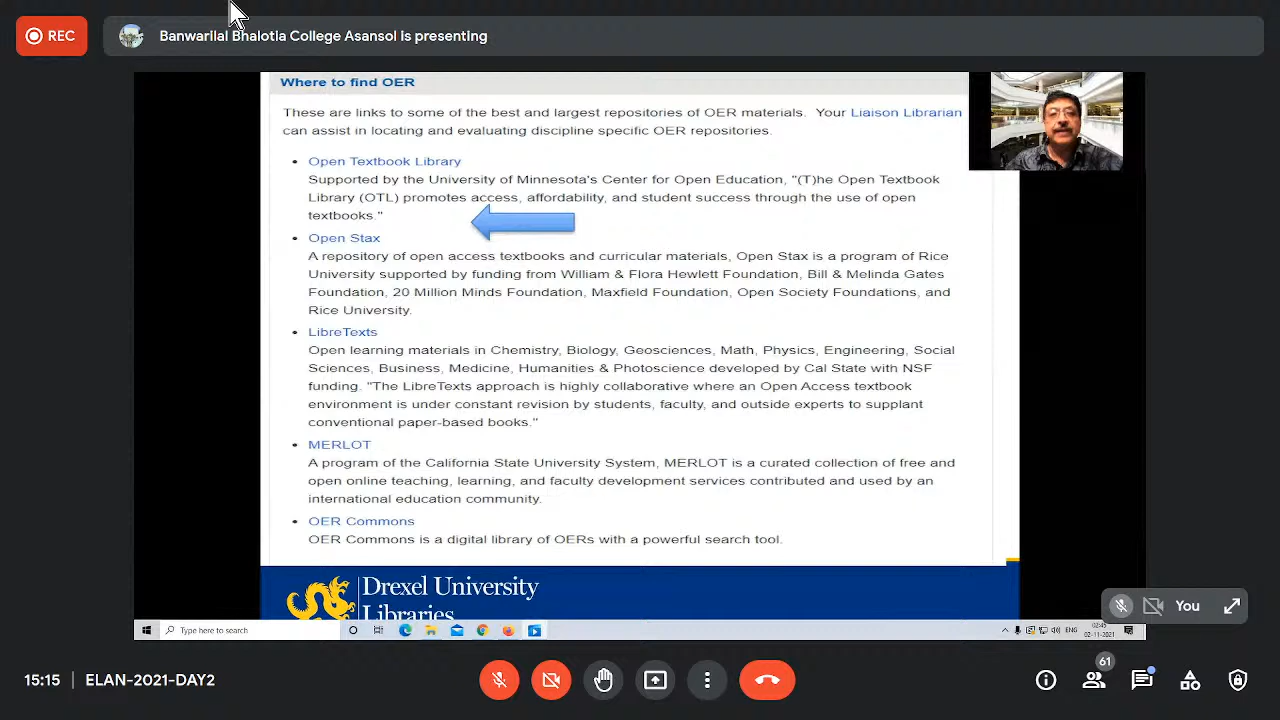 REC
Banwarilal Bhalotia College Asansol is presenting
Where to find OER
These are links to some of the best and largest repositories of OER materials. Your Liaison Librarian
can assist in locating and evaluating discipline specific OER repositories.
• Open Textbook Library
Supported by the University of Minnesota's Center for Open Education, "(T)he Open Textbook
Library (OTL) promotes access, affordability, and student success through the use of open
textbooks."
• Open Stax
A repository of open access textbooks and curricular materials, Open Stax is a program of Rice
University supported by funding from William & Flora Hewlett Foundation, Bill & Melinda Gates
Foundation, 20 Million Minds Foundation, Maxfield Foundation, Open Society Foundations, and
Rice University.
• LibreTexts
Open learning materials in Chemistry, Biology, Geosciences, Math, Physics, Engineering, Social
Sciences, Business, Medicine, Humanities & Photoscience developed by Cal State with NSF
funding. "The LibreTexts approach is highly collaborative where an Open Access textbook
environment is under constant revision by students, faculty, and outside experts to supplant
conventional paper-based books."
• MERLOT
A program of the California State University System, MERLOT is a curated collection of free and
open online teaching, learning, and faculty development services contributed and used by an
international education community.
• OER Commons
OER Commons is a digital library of OERs with a powerful search tool.
Drexel University
Libraries
You
Type here to search
ENG
02:45
02-11-2021
15:15 | ELAN-2021-DAY2
61